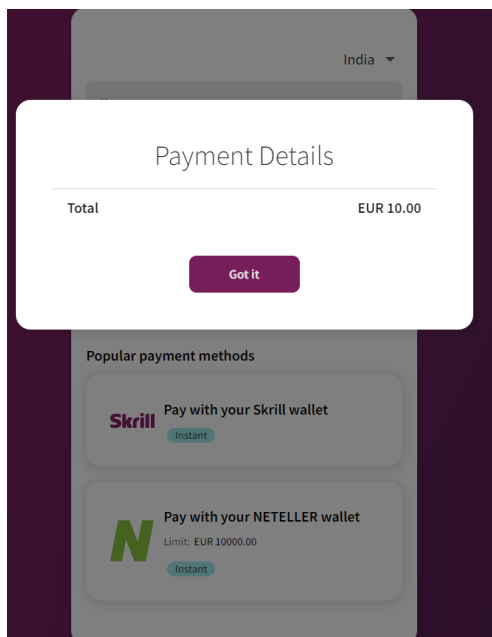 India
Payment Details
Total EUR 10.00
Got it
Popular payment methods
Skrill
Pay with your Skrill wallet
Instant
N
Pay with your NETELLER wallet
Limit: EUR 10000.00
Instant